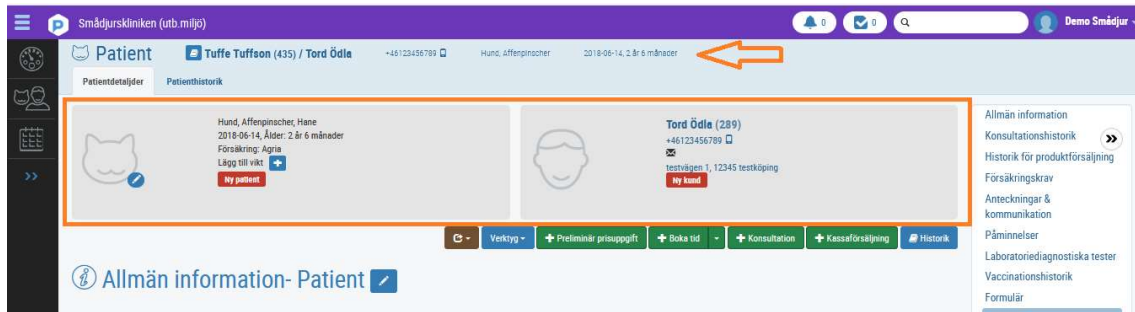 Smådjurskliniken (utb.miljö)
0
0
Demo Smådjur
Patient
Tuffe Tuffson (435) / Tord Ödla
+46123456789
Hund, Affenpinscher
2018-06-14, 2 år 6 månader
Patientdetaljder
Patienthistorik
Hund, Affenpinscher, Hane
2018-06-14, Ålder: 2 år 6 månader
Försäkring: Agria
Lägg till vikt
Ny patient
Tord Ödla (289)
+46123456789
testvägen 1, 12345 testköping
Ny kund
Verktyg
Preliminär prisuppgift
Boka tid
Konsultation
Kassaförsäljning
Historik
Allmän information- Patient
Allmän information
Konsultationshistorik
Historik för produktförsäljning
Försäkringskrav
Anteckningar &
kommunikation
Påminnelser
Laboratoriediagnostiska tester
Vaccinationshistorik
Formulär